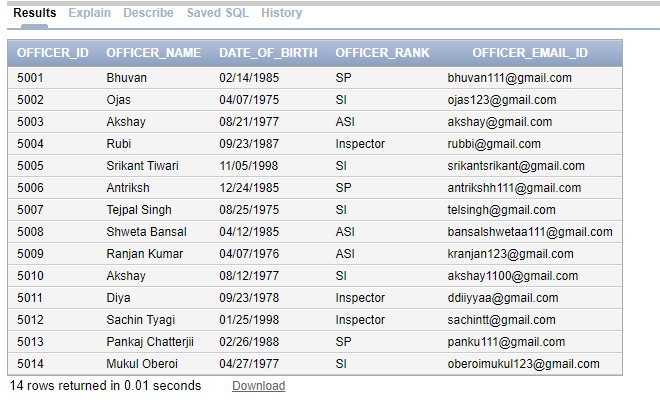 Results Explain Describe Saved SQL History
OFFICER_ID OFFICER_NAME DATE_OF_BIRTH OFFICER_RANK OFFICER_EMAIL_ID
5001 Bhuvan 02/14/1985 SP bhuvan111@gmail.com
5002 Ojas 04/07/1975 SI ojas123@gmail.com
5003 Akshay 08/21/1977 ASI akshay@gmail.com
5004 Rubi 09/23/1987 Inspector rubbi@gmail.com
5005 Srikant Tiwari 11/05/1998 SI srikantsrikant@gmail.com
5006 Antriksh 12/24/1985 SP antrikshh111@gmail.com
5007 Tejpal Singh 08/25/1975 SI telsingh@gmail.com
5008 Shweta Bansal 04/12/1985 ASI bansalshwetaa111@gmail.com
5009 Ranjan Kumar 04/07/1976 ASI kranjan123@gmail.com
5010 Akshay 08/12/1977 SI akshay1100@gmail.com
5011 Diya 09/23/1978 Inspector ddiiyyaa@gmail.com
5012 Sachin Tyagi 01/25/1998 Inspector sachintt@gmail.com
5013 Pankaj Chatterjii 02/26/1988 SP panku111@gmail.com
5014 Mukul Oberoi 04/27/1977 SI oberoimukul123@gmail.com
14 rows returned in 0.01 seconds Download